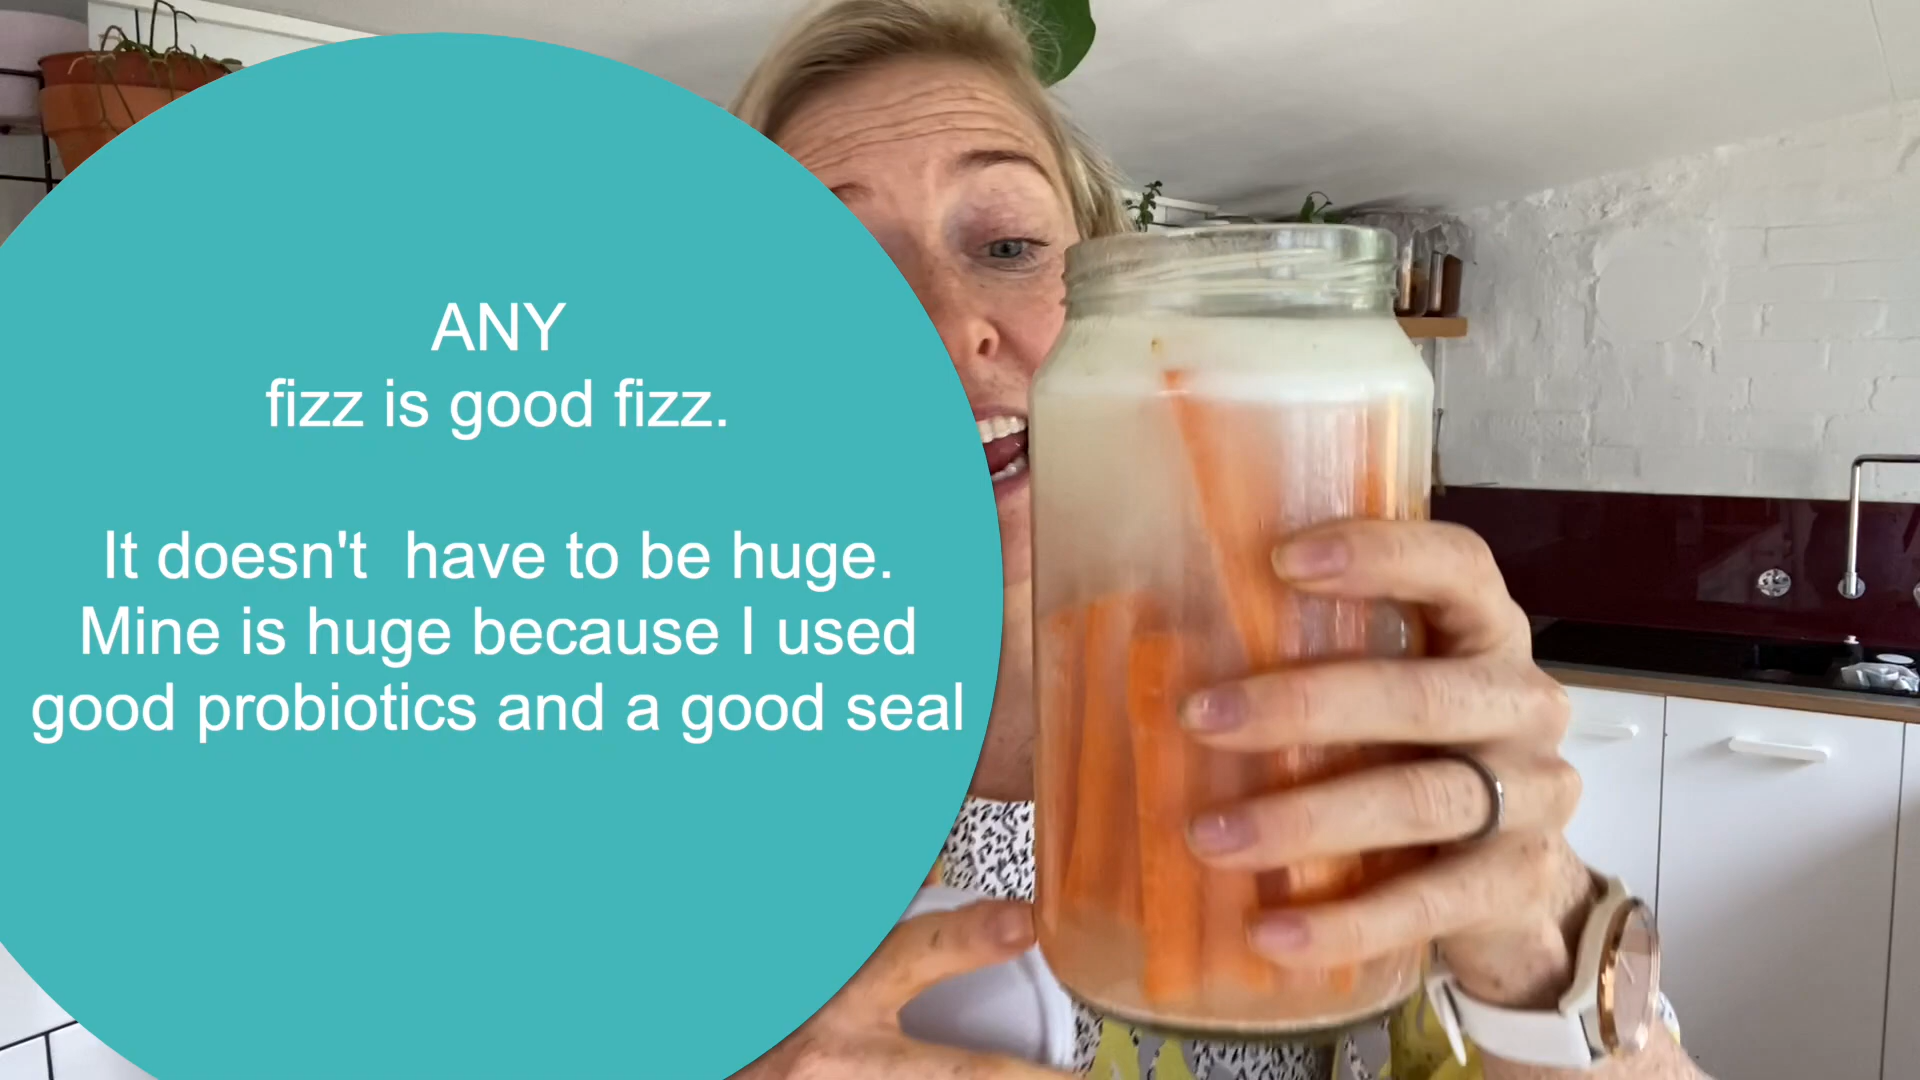 ANY
fizz is good fizz.
It doesn't  have to be huge.
Mine is huge because I used
good probiotics and a good seal